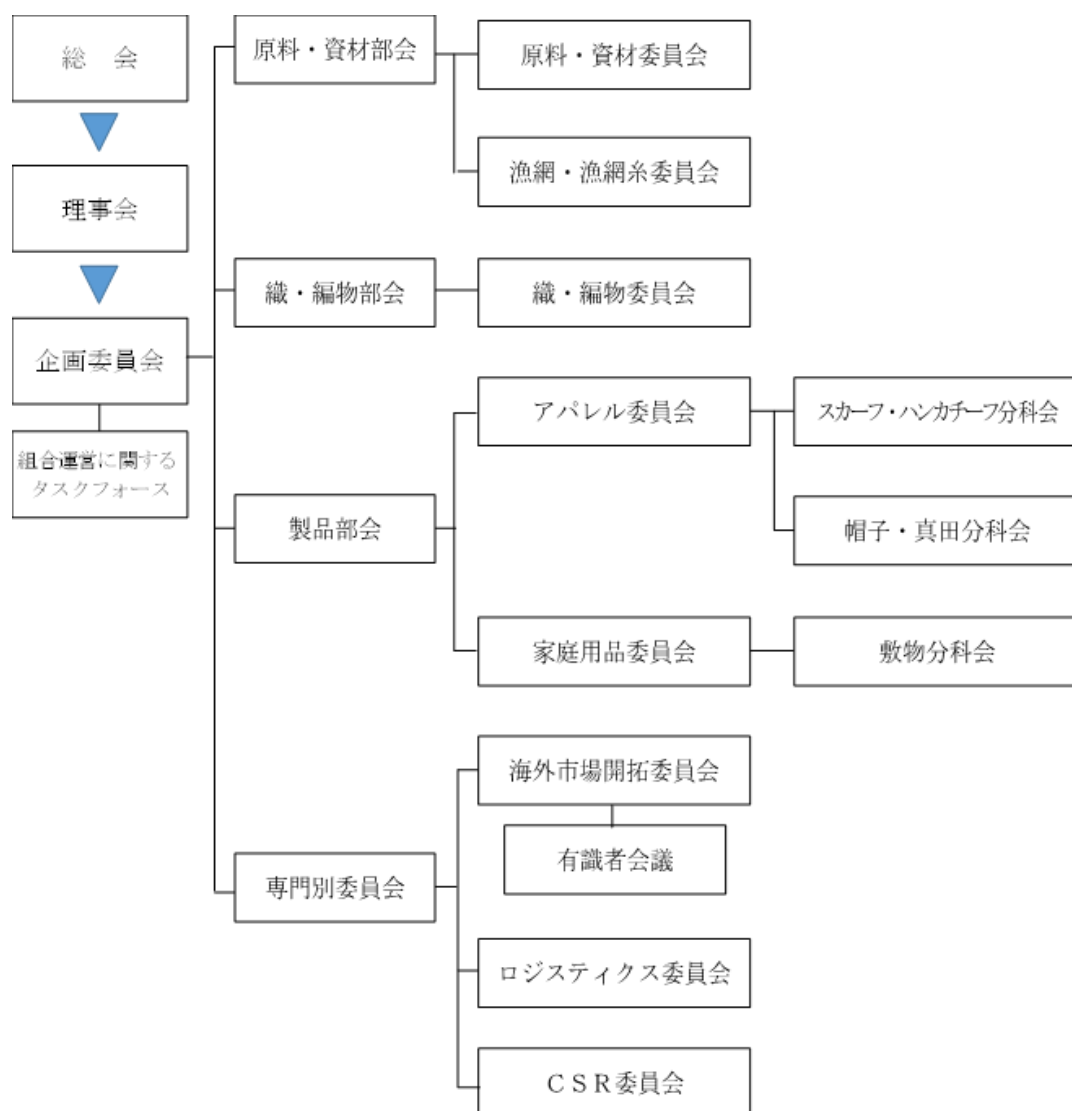 総　会
理事会
企画委員会
組合運営に関する
タスクフォース
原料・資材部会
原料・資材委員会
漁網・漁網糸委員会
織・編物部会
織・編物委員会
製品部会
アパレル委員会
スカーフ・ハンカチーフ分科会
帽子・真田分科会
家庭用品委員会
敷物分科会
専門別委員会
海外市場開拓委員会
有識者会議
ロジスティクス委員会
ＣＳＲ委員会